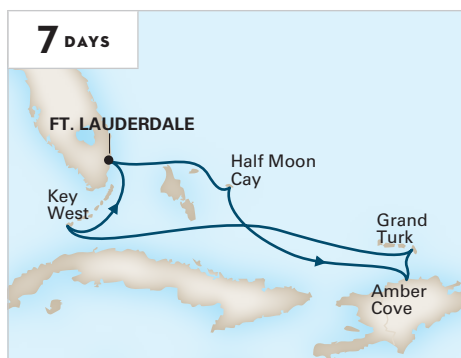 7 DAYS
FT. LAUDERDALE
Half Moon
Cay
Key
West
Grand
Turk
Amber
Cove